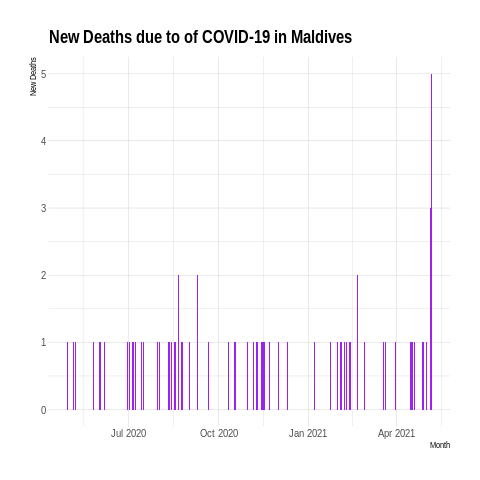 New Deaths due to of COVID-19 in Maldives
New Deaths
5
4
3
2
1
0
Jul 2020 Oct 2020 Jan 2021 Apr 2021
Month